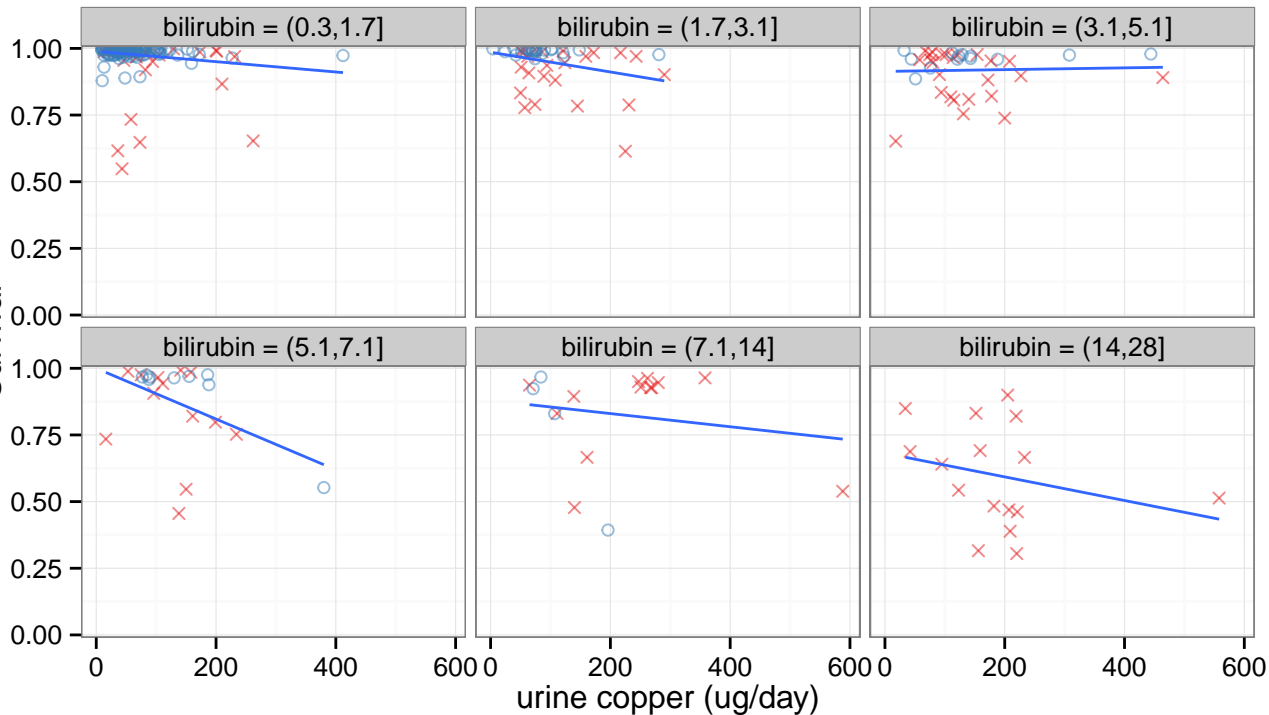 bilirubin = (0.3,1.7] bilirubin = (1.7,3.1] bilirubin = (3.1,5.1]
1.00
0.75
0.50
0.25
0.00
bilirubin = (5.1,7.1] bilirubin = (7.1,14] bilirubin = (14,28]
1.00
0.75
0.50
0.25
0.00
0 200 400 600 0 200 400 600 0 200 400 600
urine copper (ug/day)